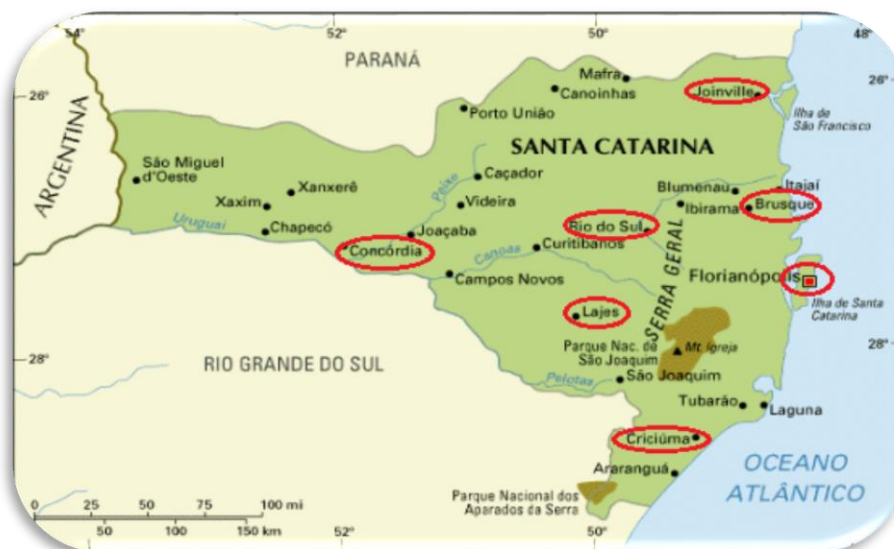 54°
52°
50°
48°
PARANÁ
26°
26°
Mafra
Canoinhas
Joinville
Porto União
Ilha de
São Francisco
ARGENTINA
SANTA CATARINA
São Miguel
d'Oeste
Xanxerê
Xaxim
Caçador
Peixe
Videira
Blumenau
Itajaí
Ibirama
Brusque
Uruguai
Chapecó
Joaçaba
Rio do Sul
Concórdia
Canoas
Curitibanos
Campos Novos
SERRA GERAL
Florianópolis
Ilha de Santa
Catarina
Lajes
28°
28°
RIO GRANDE DO SUL
Parque Nac. de
São Joaquim
Mt. Igreja
Pelotas
São Joaquim
Tubarão
Laguna
Criciúma
Araranguá
OCEANO
ATLÂNTICO
Parque Nacional dos
Aparados da Serra
0 25 50 75 100 mi
0 50 100 150 km
52°
50°